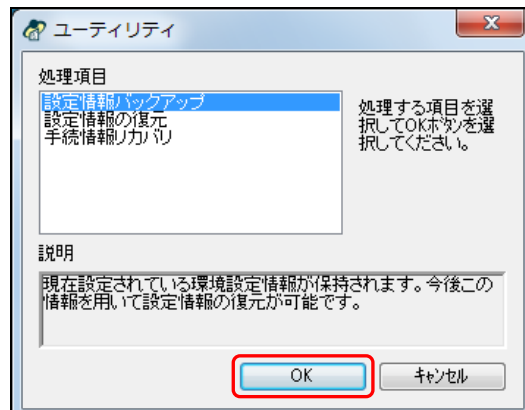 ユーティリティ
処理項目
設定情報バックアップ
設定情報の復元
手続情報リカバリ
処理する項目を選
択してOKボタンを選
択してください。
説明
現在設定されている環境設定情報が保持されます。今後この
情報を用いて設定情報の復元が可能です。
OK
キャンセル